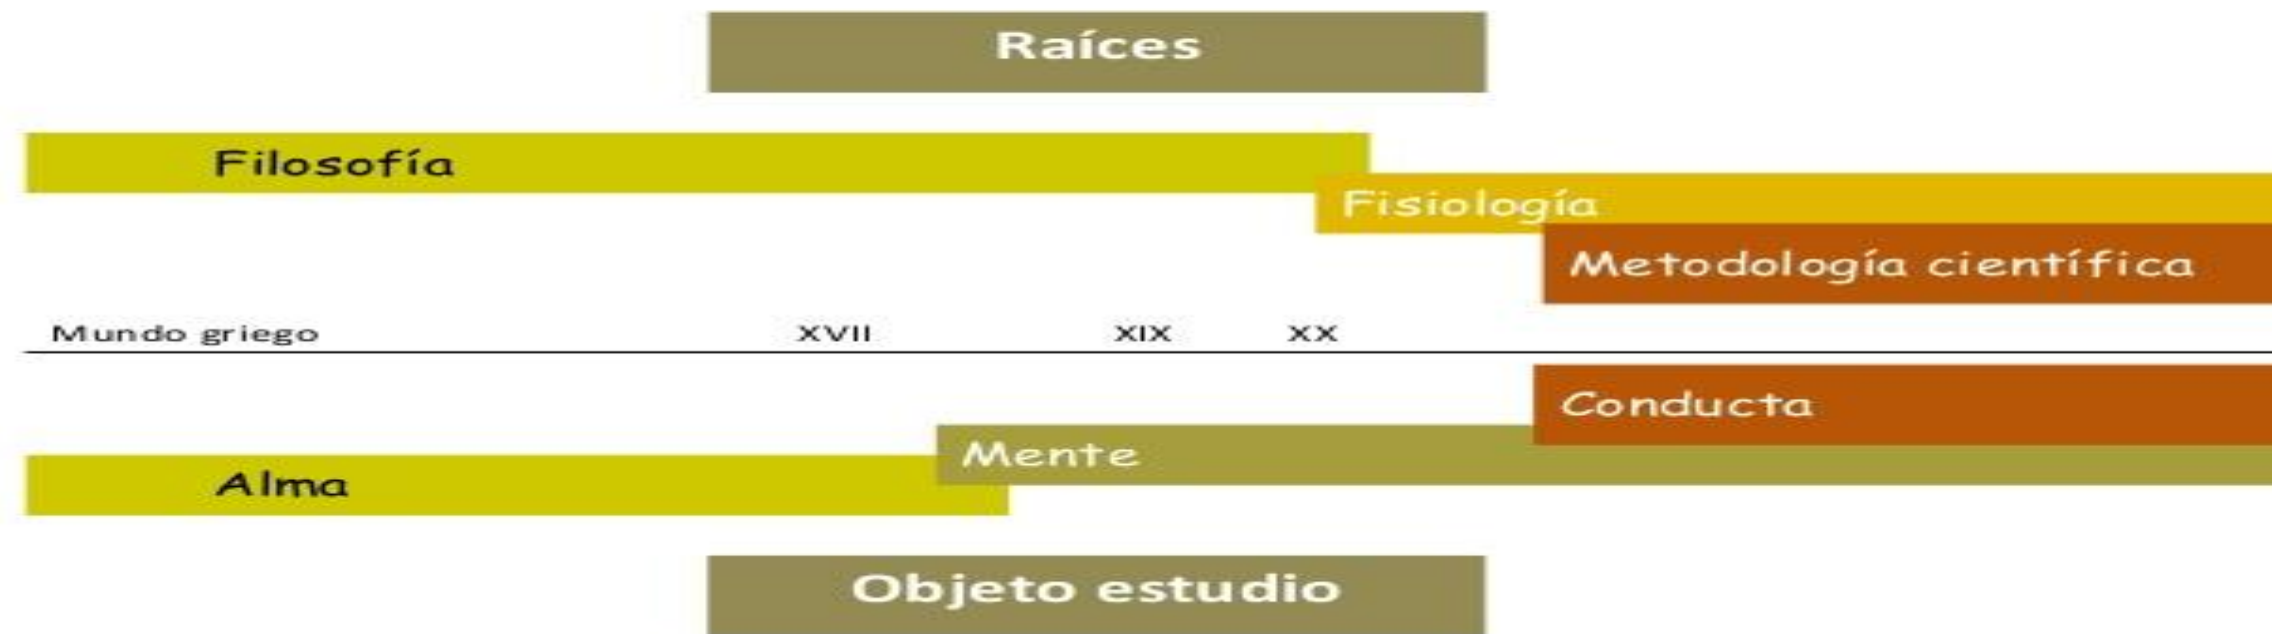 Raíces
Filosofía
Fisiología
Metodología científica
Mundo griego XVII XIX XX
Conducta
Mente
Alma
Objeto estudio